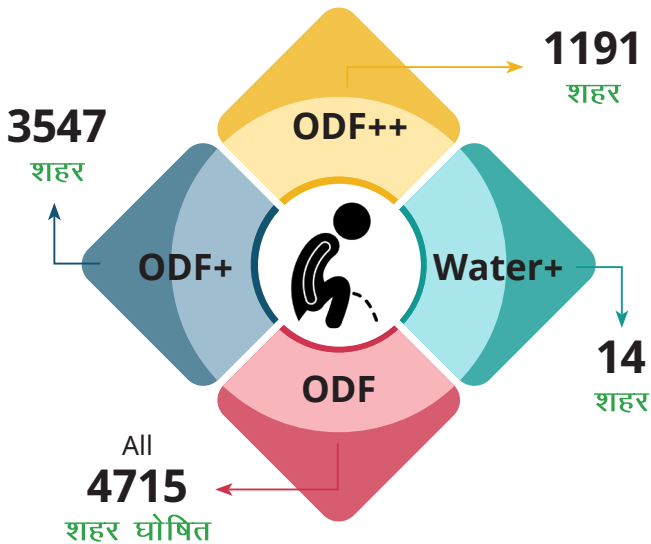 ODF++
1191
शहर
3547
शहर
ODF+
Water+
14
शहर
ODF
All
4715
शहर घोषित